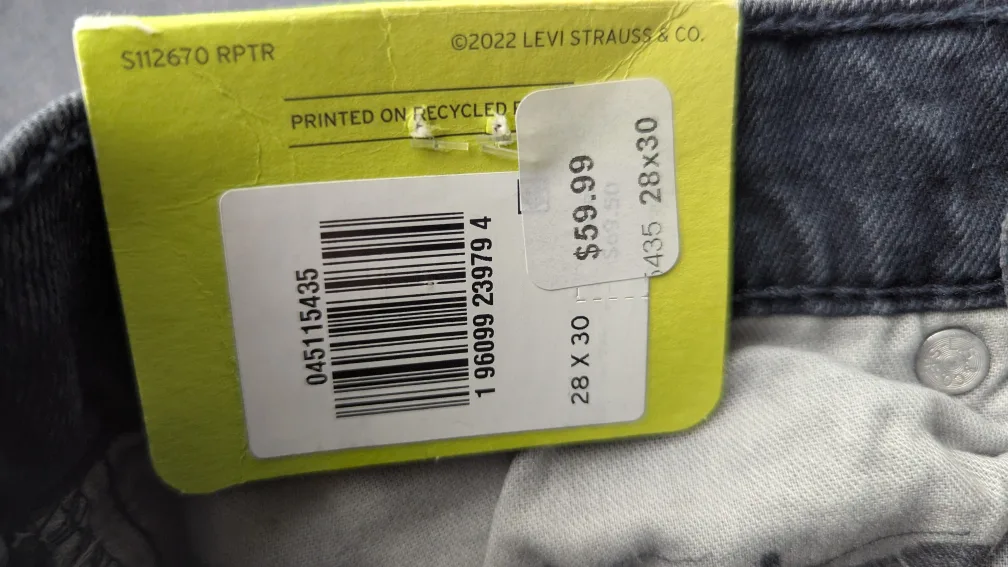 S112670 RPTR
©2022 LEVI STRAUSS & CO.
PRINTED ON RECYCLED
045115435
1 96099 23979 4
28 X 30
$59.99
5435 28x30